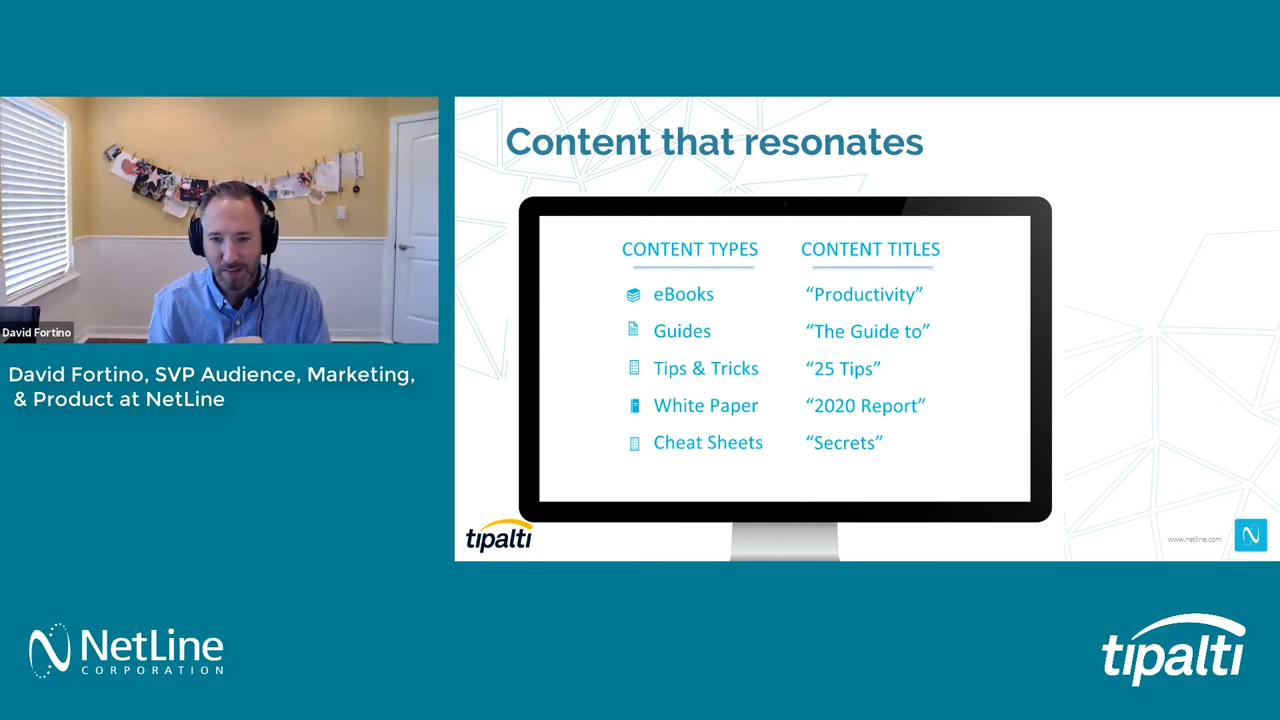 David Fortino
David Fortino, SVP Audience, Marketing,
& Product at NetLine
Content that resonates
CONTENT TYPES CONTENT TITLES
eBooks "Productivity"
Guides "The Guide to"
Tips & Tricks "25 Tips"
White Paper "2020 Report"
Cheat Sheets "Secrets"
tipalti
www.netline.com
NetLine
CORPORATION
tipalti